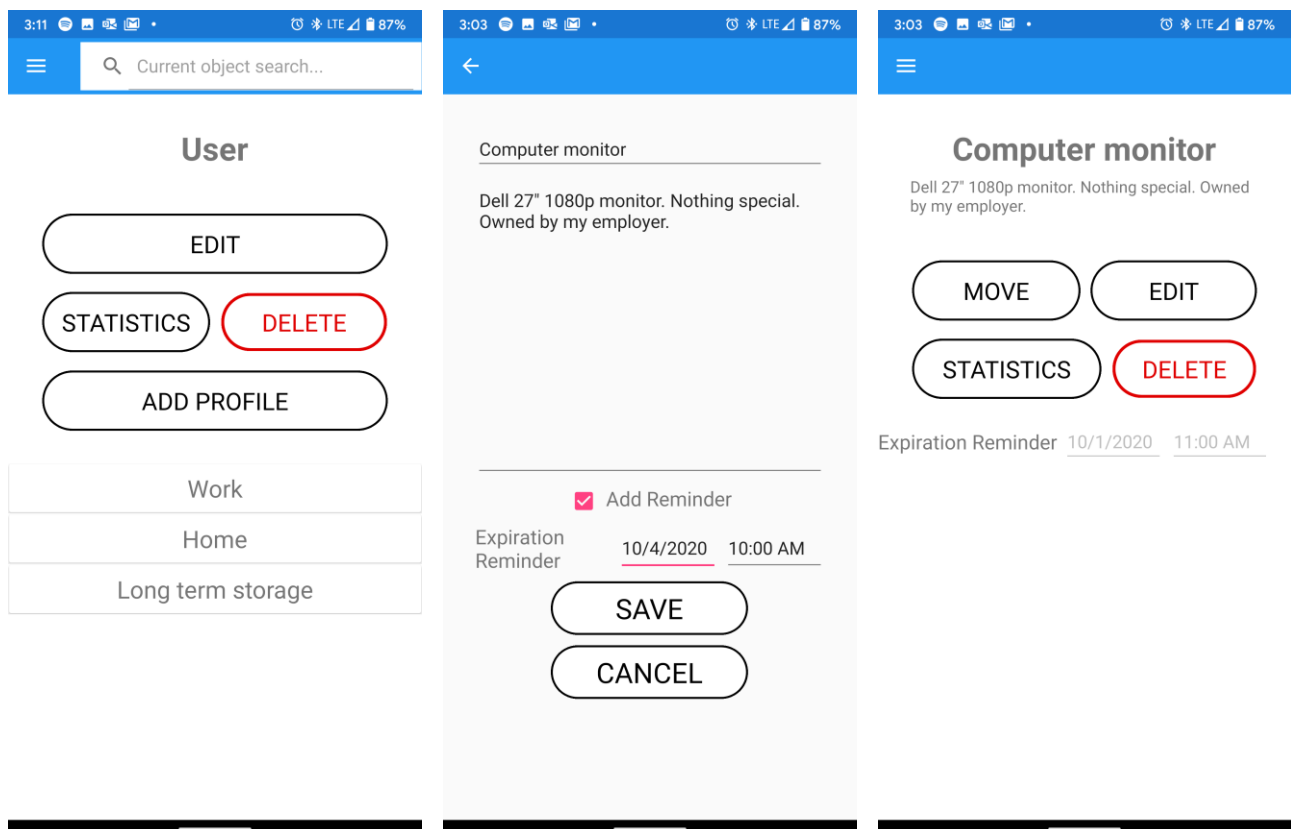 3:11
LTE
87%
Current object search...
User
EDIT
STATISTICS
DELETE
ADD PROFILE
Work
Home
Long term storage
3:03
LTE
87%
Computer monitor
Dell 27" 1080p monitor. Nothing special.
Owned by my employer.
Add Reminder
Expiration
Reminder
10/4/2020
10:00 AM
SAVE
CANCEL
3:03
LTE
87%
Computer monitor
Dell 27" 1080p monitor. Nothing special. Owned
by my employer.
MOVE
EDIT
STATISTICS
DELETE
Expiration Reminder 10/1/2020 11:00 AM